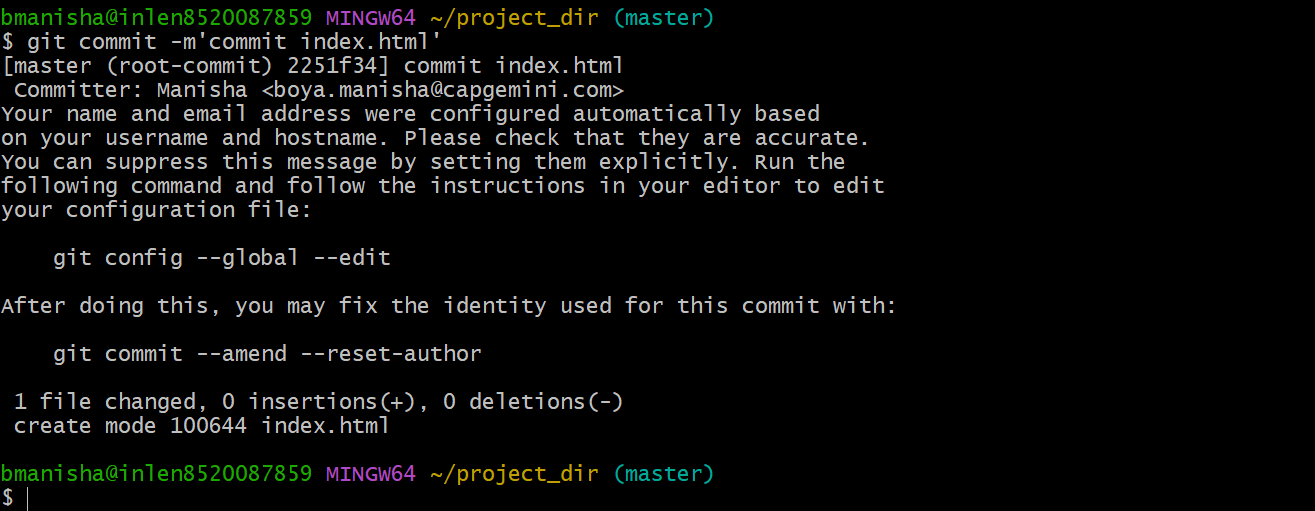 bmanisha@inlen8520087859 MINGW64 ~/project_dir (master)
$ git commit -m'commit index.html'
[master (root-commit) 2251f34] commit index.html
 Committer: Manisha <boya.manisha@capgemini.com>
Your name and email address were configured automatically based
on your username and hostname. Please check that they are accurate.
You can suppress this message by setting them explicitly. Run the
following command and follow the instructions in your editor to edit
your configuration file:

    git config --global --edit

After doing this, you may fix the identity used for this commit with:

    git commit --amend --reset-author

 1 file changed, 0 insertions(+), 0 deletions(-)
 create mode 100644 index.html

bmanisha@inlen8520087859 MINGW64 ~/project_dir (master)
$